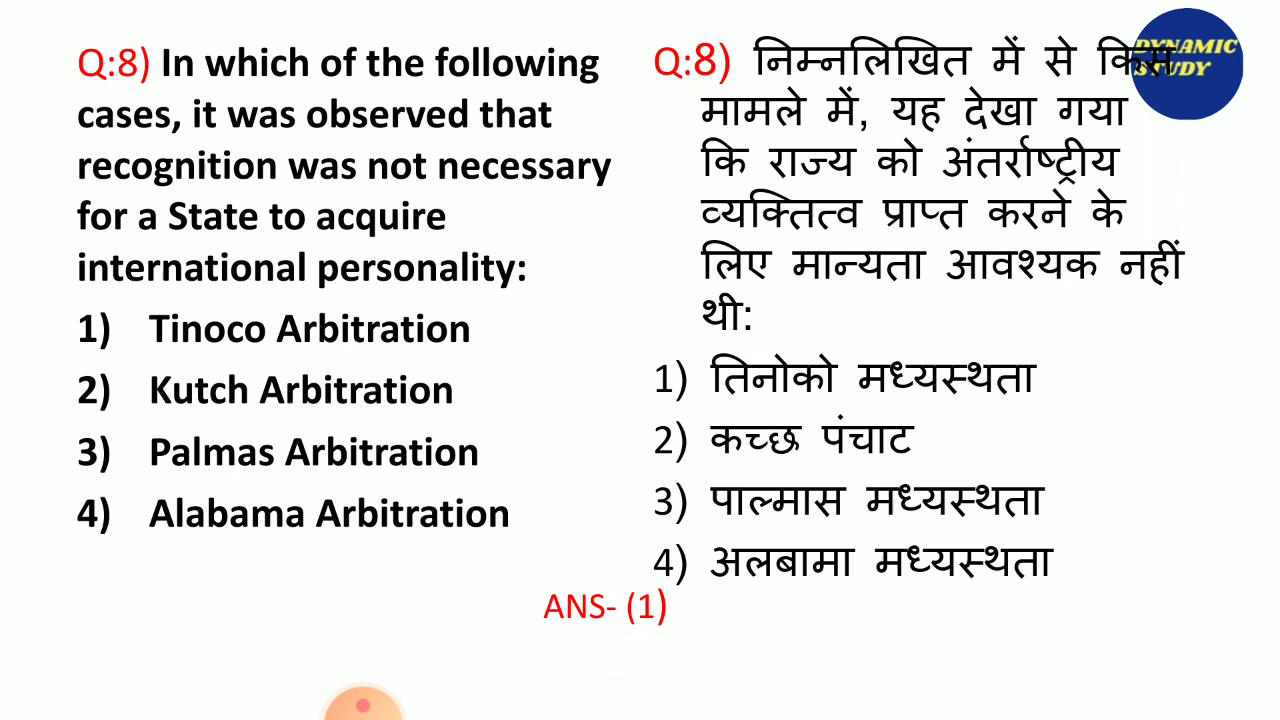 Q:8) In which of the following
cases, it was observed that
recognition was not necessary
for a State to acquire
international personality:
1) Tinoco Arbitration
2) Kutch Arbitration
3) Palmas Arbitration
4) Alabama Arbitration
Q:8) निम्नलिखित में से किस
मामले में, यह देखा गया
कि राज्य को अंतर्राष्ट्रीय
व्यक्तित्व प्राप्त करने के
लिए मान्यता आवश्यक नहीं
थी:
1) तिनोको मध्यस्थता
2) कच्छ पंचाट
3) पाल्मास मध्यस्थता
4) अलबामा मध्यस्थता
ANS- (1)
DYNAMIC
STUDY